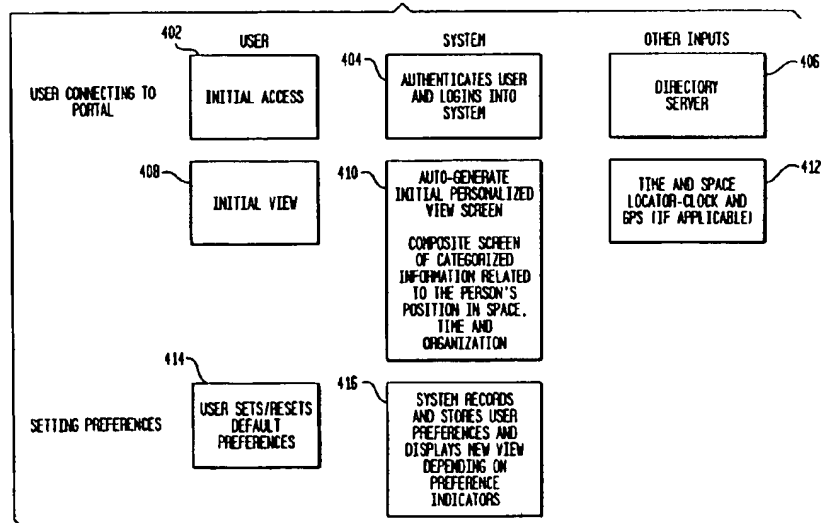 402
USER
SYSTEM
OTHER INPUTS
USER CONNECTING TO
PORTAL
INITIAL ACCESS
404
AUTHENTICATES USER
AND LOGINS INTO
SYSTEM
406
DIRECTORY
SERVER
408
INITIAL VIEW
410
AUTO-GENERATE
INITIAL PERSONALIZED
VIEW SCREEN
COMPOSITE SCREEN
OF CATEGORIZED
INFORMATION RELATED
TO THE PERSON'S
POSITION IN SPACE,
TIME AND
ORGANIZATION
412
TIME AND SPACE
LOCATOR-CLOCK AND
GPS (IF APPLICABLE)
SETTING PREFERENCES
414
USER SETS/RESETS
DEFAULT
PREFERENCES
416
SYSTEM RECORDS
AND STORES USER
PREFERENCES AND
DISPLAYS NEW VIEW
DEPENDING ON
PREFERENCE
INDICATORS